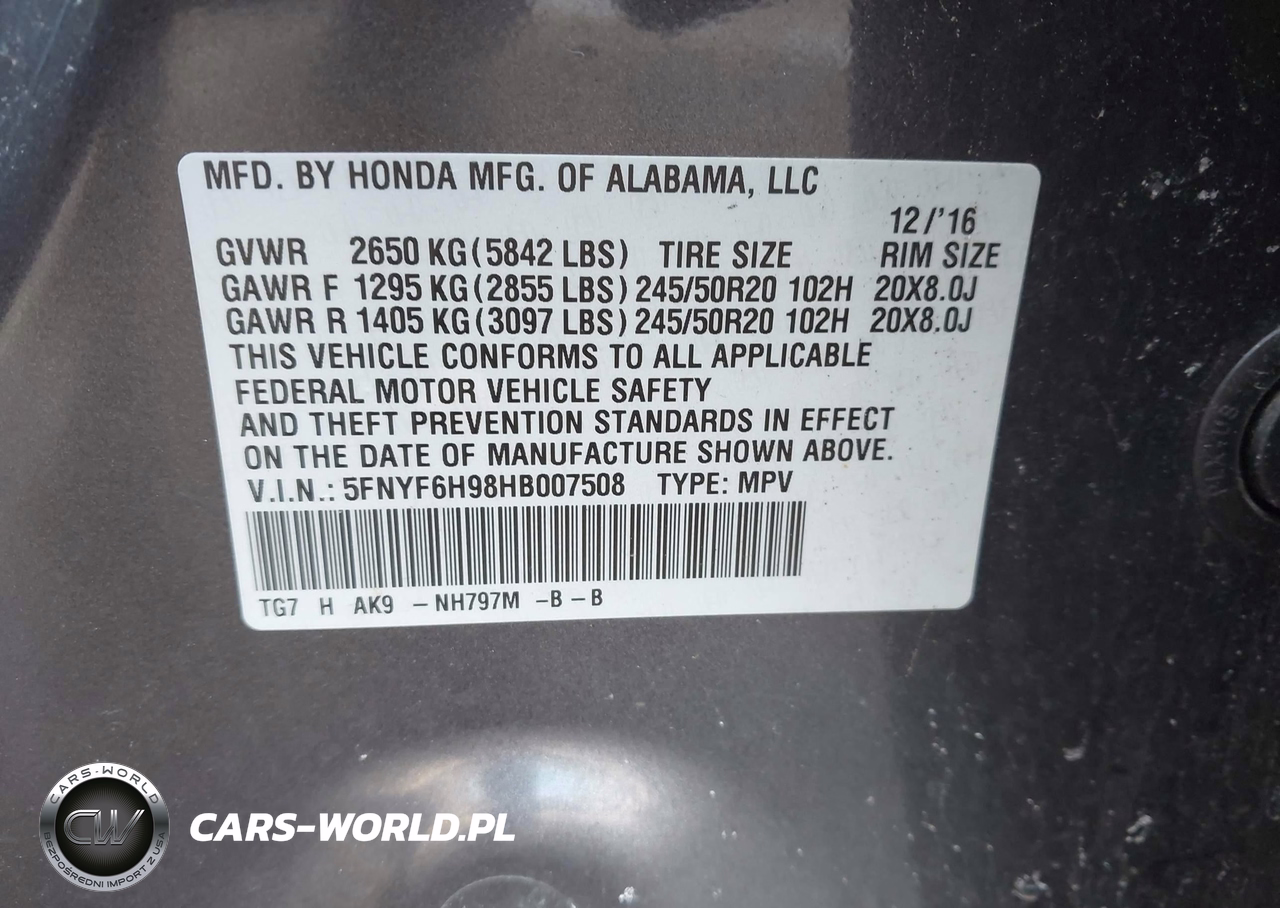 MFD. BY HONDA MFG. OF ALABAMA, LLC
12/'16
GVWR 2650 KG (5842 LBS) TIRE SIZE RIM SIZE
GAWR F 1295 KG (2855 LBS) 245/50R20 102H 20X8.0J
GAWR R 1405 KG (3097 LBS) 245/50R20 102H 20X8.0J
THIS VEHICLE CONFORMS TO ALL APPLICABLE
FEDERAL MOTOR VEHICLE SAFETY
AND THEFT PREVENTION STANDARDS IN EFFECT
ON THE DATE OF MANUFACTURE SHOWN ABOVE.
V.I.N.: 5FNYF6H98HB007508 TYPE: MPV
TG7 H AK9 -NH797M -B-B
CARS-WORLD
CW
BEZPOŚREDNI IMPORT Z USA
CARS-WORLD.PL